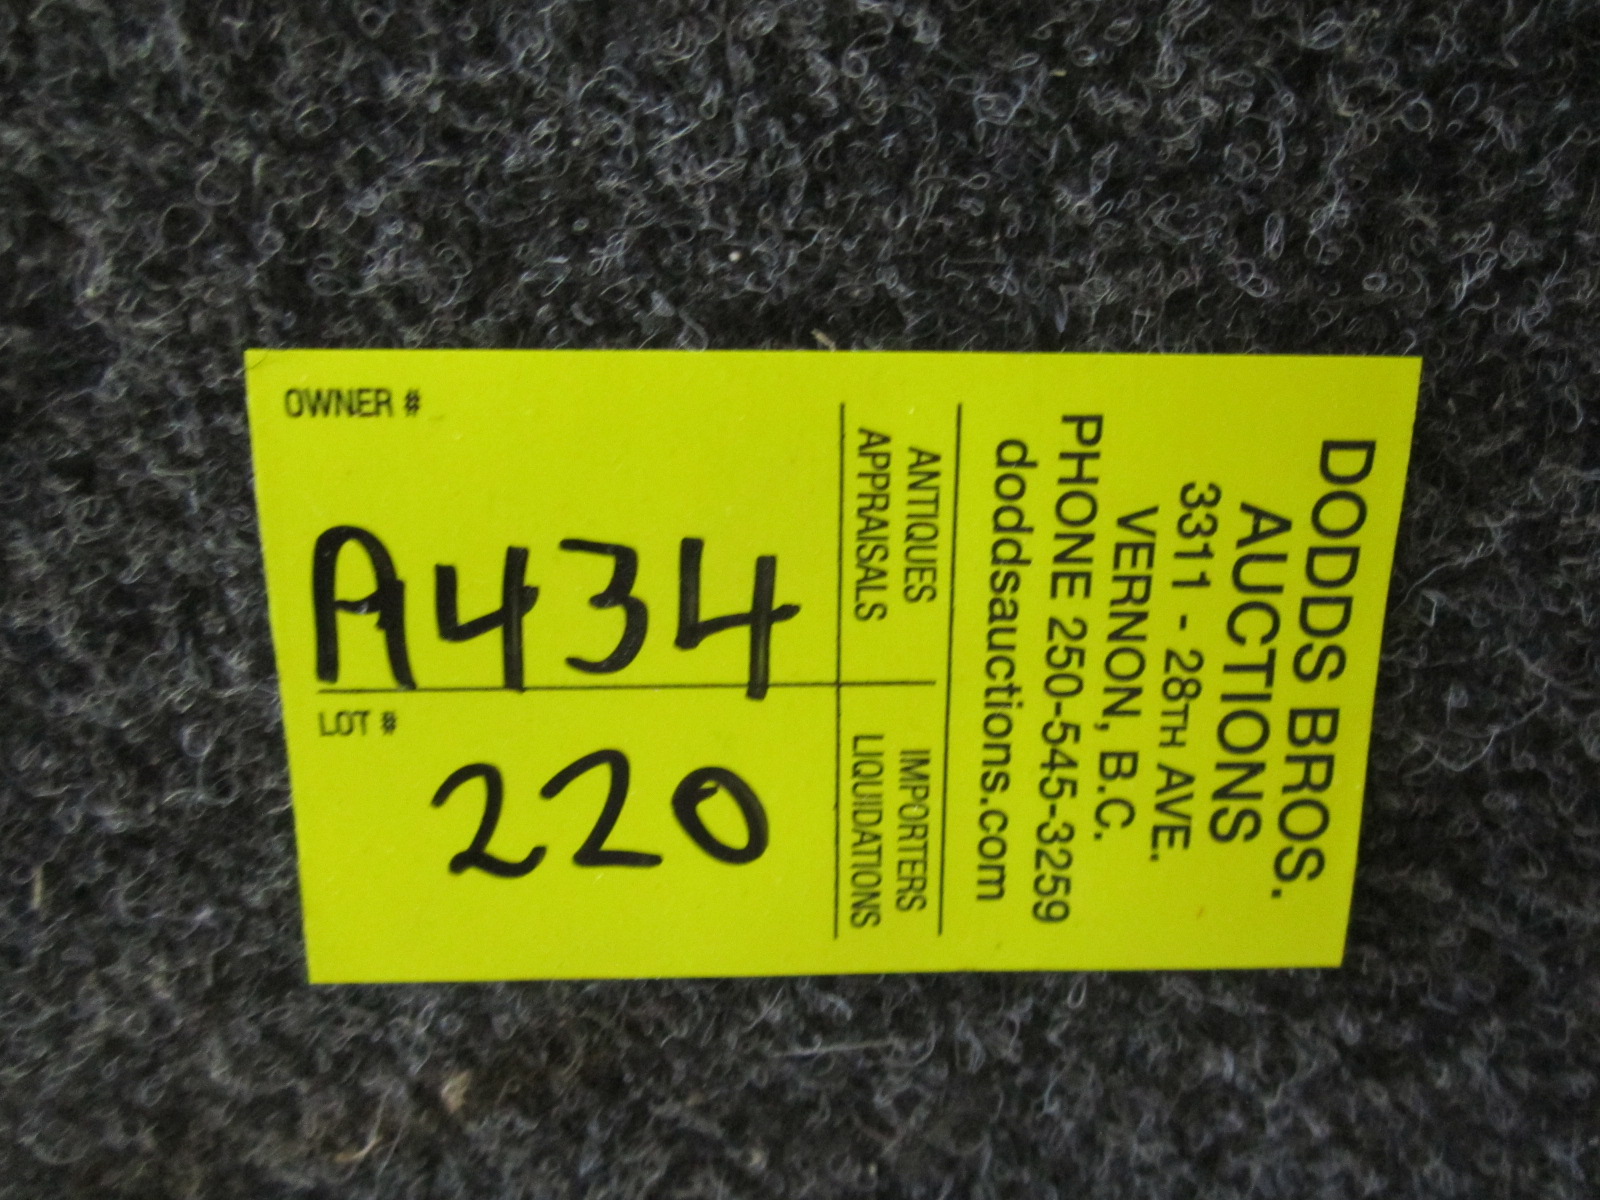 DODDS BROS.
AUCTIONS
3311 - 28TH AVE.
VERNON, B.C.
PHONE 250-545-3259
doddsauctions.com
ANTIQUES
APPRAISALS
IMPORTERS
LIQUIDATIONS
OWNER #
A434
LOT #
220